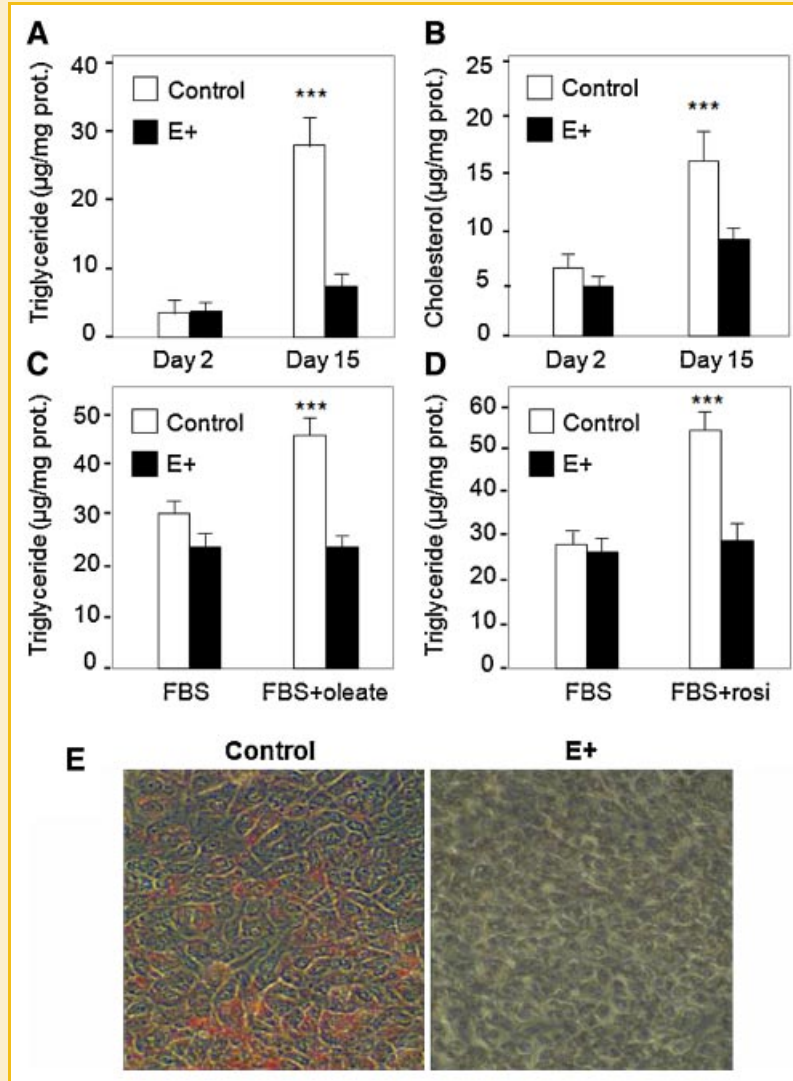 A
Triglyceride (µg/mg prot.)
40
30
20
10
0
Control
E+
***
Day 2
Day 15
B
Cholesterol (µg/mg prot.)
25
20
15
10
5
0
Control
E+
***
Day 2
Day 15
C
Triglyceride (µg/mg prot.)
50
40
30
20
10
0
Control
E+
***
FBS
FBS+oleate
D
Triglyceride (µg/mg prot.)
60
50
40
30
20
10
0
Control
E+
***
FBS
FBS+rosi
E
Control
E+